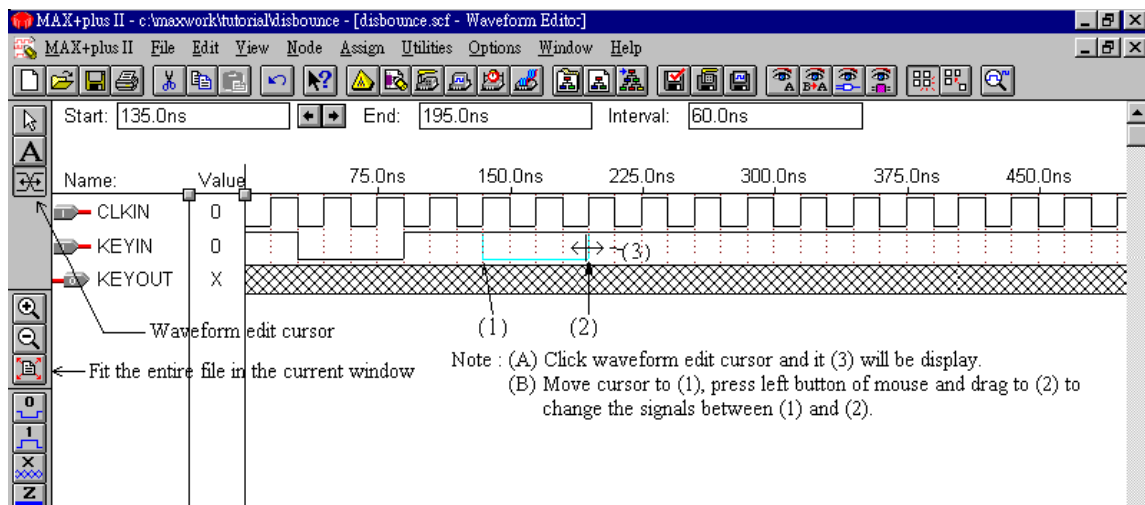 MAX+plus II - c:\maxwork\tutorial\disbounce - [disbounce.scf - Waveform Editor]
MAX+plus II File Edit View Node Assign Utilities Options Window Help
Start: 135.0ns End: 195.0ns Interval: 60.0ns
Name: Value 75.0ns 150.0ns 225.0ns 300.0ns 375.0ns 450.0ns
CLKIN 0
KEYIN 0
(3)
KEYOUT X
(1) (2)
Waveform edit cursor
Fit the entire file in the current window
Note : (A) Click waveform edit cursor and it (3) will be display.
(B) Move cursor to (1), press left button of mouse and drag to (2) to
change the signals between (1) and (2).
A
0
1
X
Z